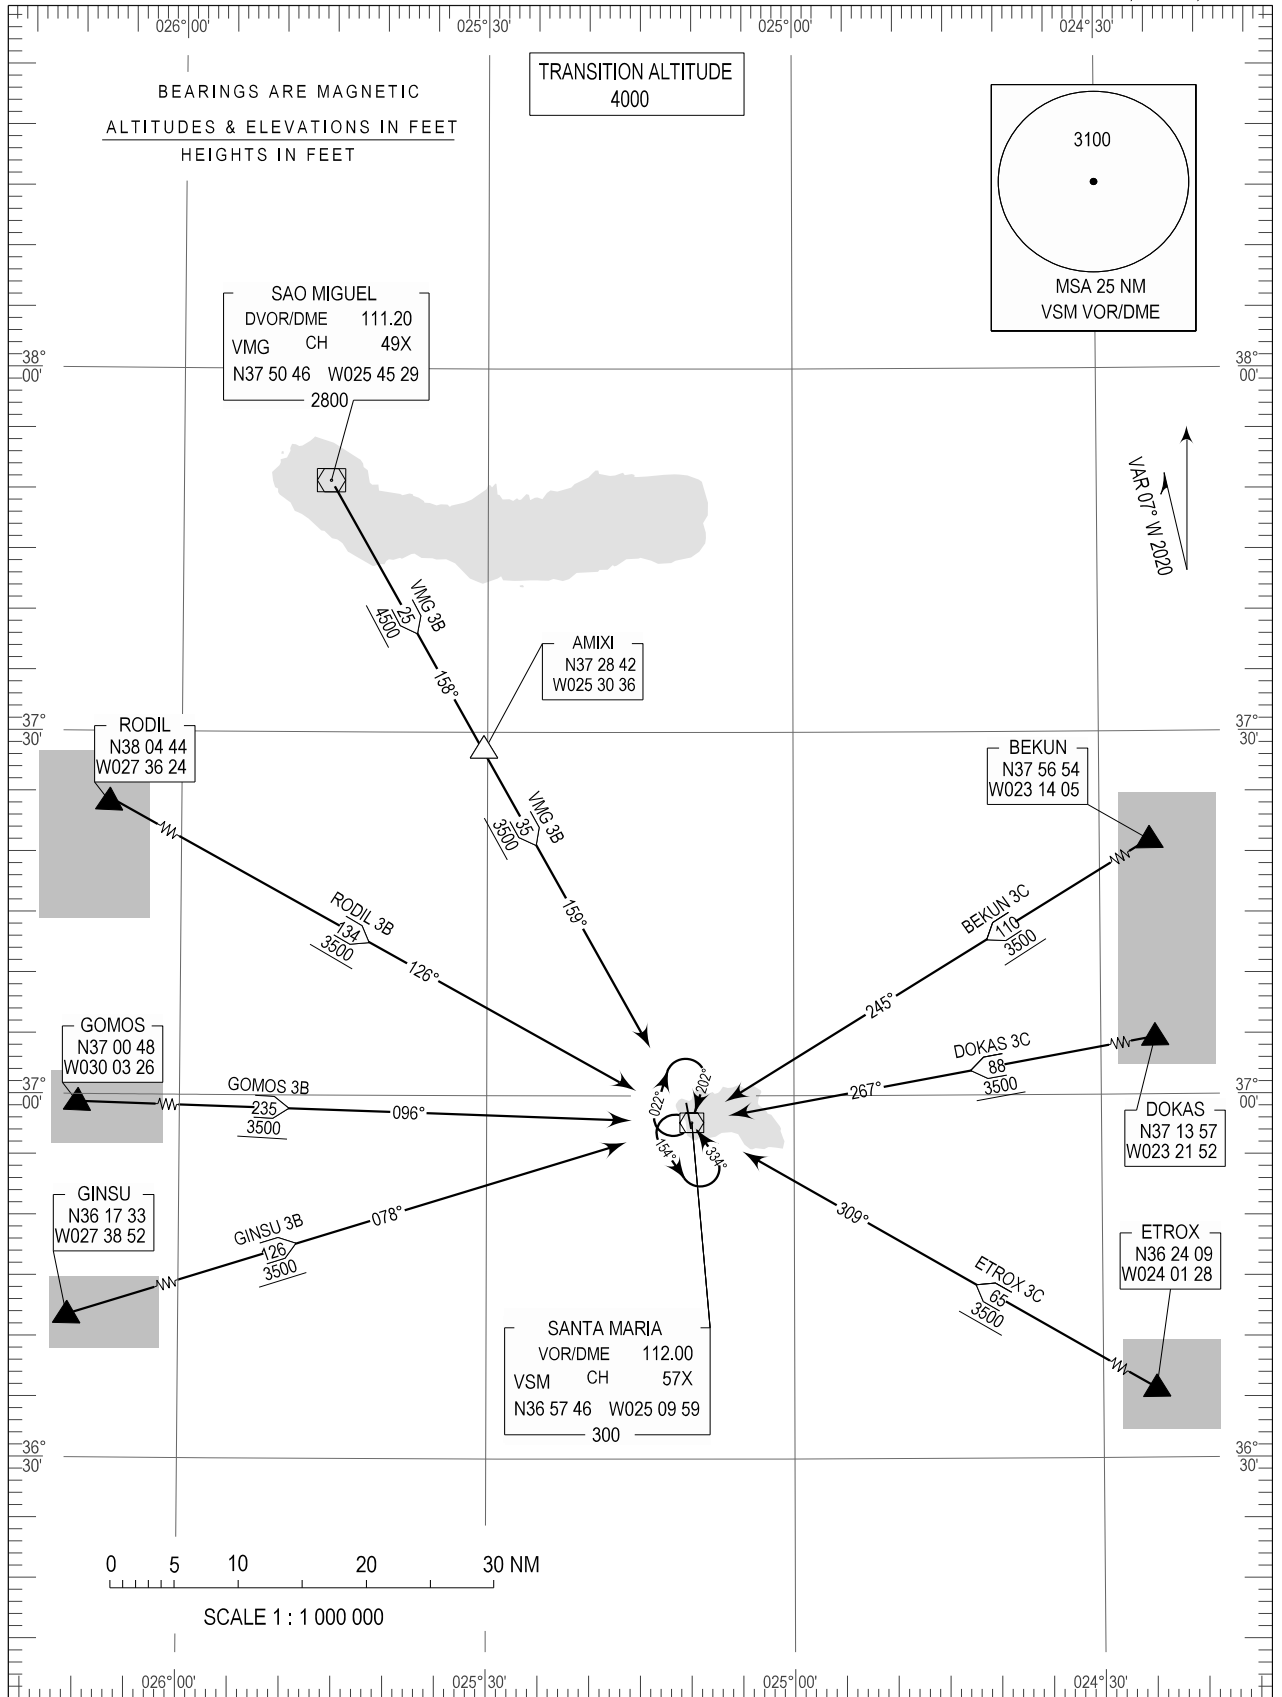 026°00'
025°30'
025°00'
024°30'
BEARINGS ARE MAGNETIC
ALTITUDES & ELEVATIONS IN FEET
HEIGHTS IN FEET
TRANSITION ALTITUDE
4000
3100
MSA 25 NM
VSM VOR/DME
SAO MIGUEL
DVOR/DME 111.20
VMG CH 49X
N37 50 46 W025 45 29
2800
38°
00'
38°
00'
VAR 07° W 2020
VMG 3B
25
4500
158°
AMIXI
N37 28 42
W025 30 36
37°
30'
37°
30'
RODIL
N38 04 44
W027 36 24
BEKUN
N37 56 54
W023 14 05
VMG 3B
35
3500
159°
RODIL 3B
134
3500
126°
BEKUN 3C
110
3500
245°
GOMOS
N37 00 48
W030 03 26
DOKAS 3C
88
3500
267°
37°
00'
37°
00'
GOMOS 3B
235
3500
096°
022°
202°
154°
334°
DOKAS
N37 13 57
W023 21 52
GINSU
N36 17 33
W027 38 52
GINSU 3B
126
3500
078°
309°
ETROX 3C
65
3500
ETROX
N36 24 09
W024 01 28
SANTA MARIA
VOR/DME 112.00
VSM CH 57X
N36 57 46 W025 09 59
300
36°
30'
36°
30'
0 5 10 20 30 NM
SCALE 1 : 1 000 000
026°00'
025°30'
025°00'
024°30'